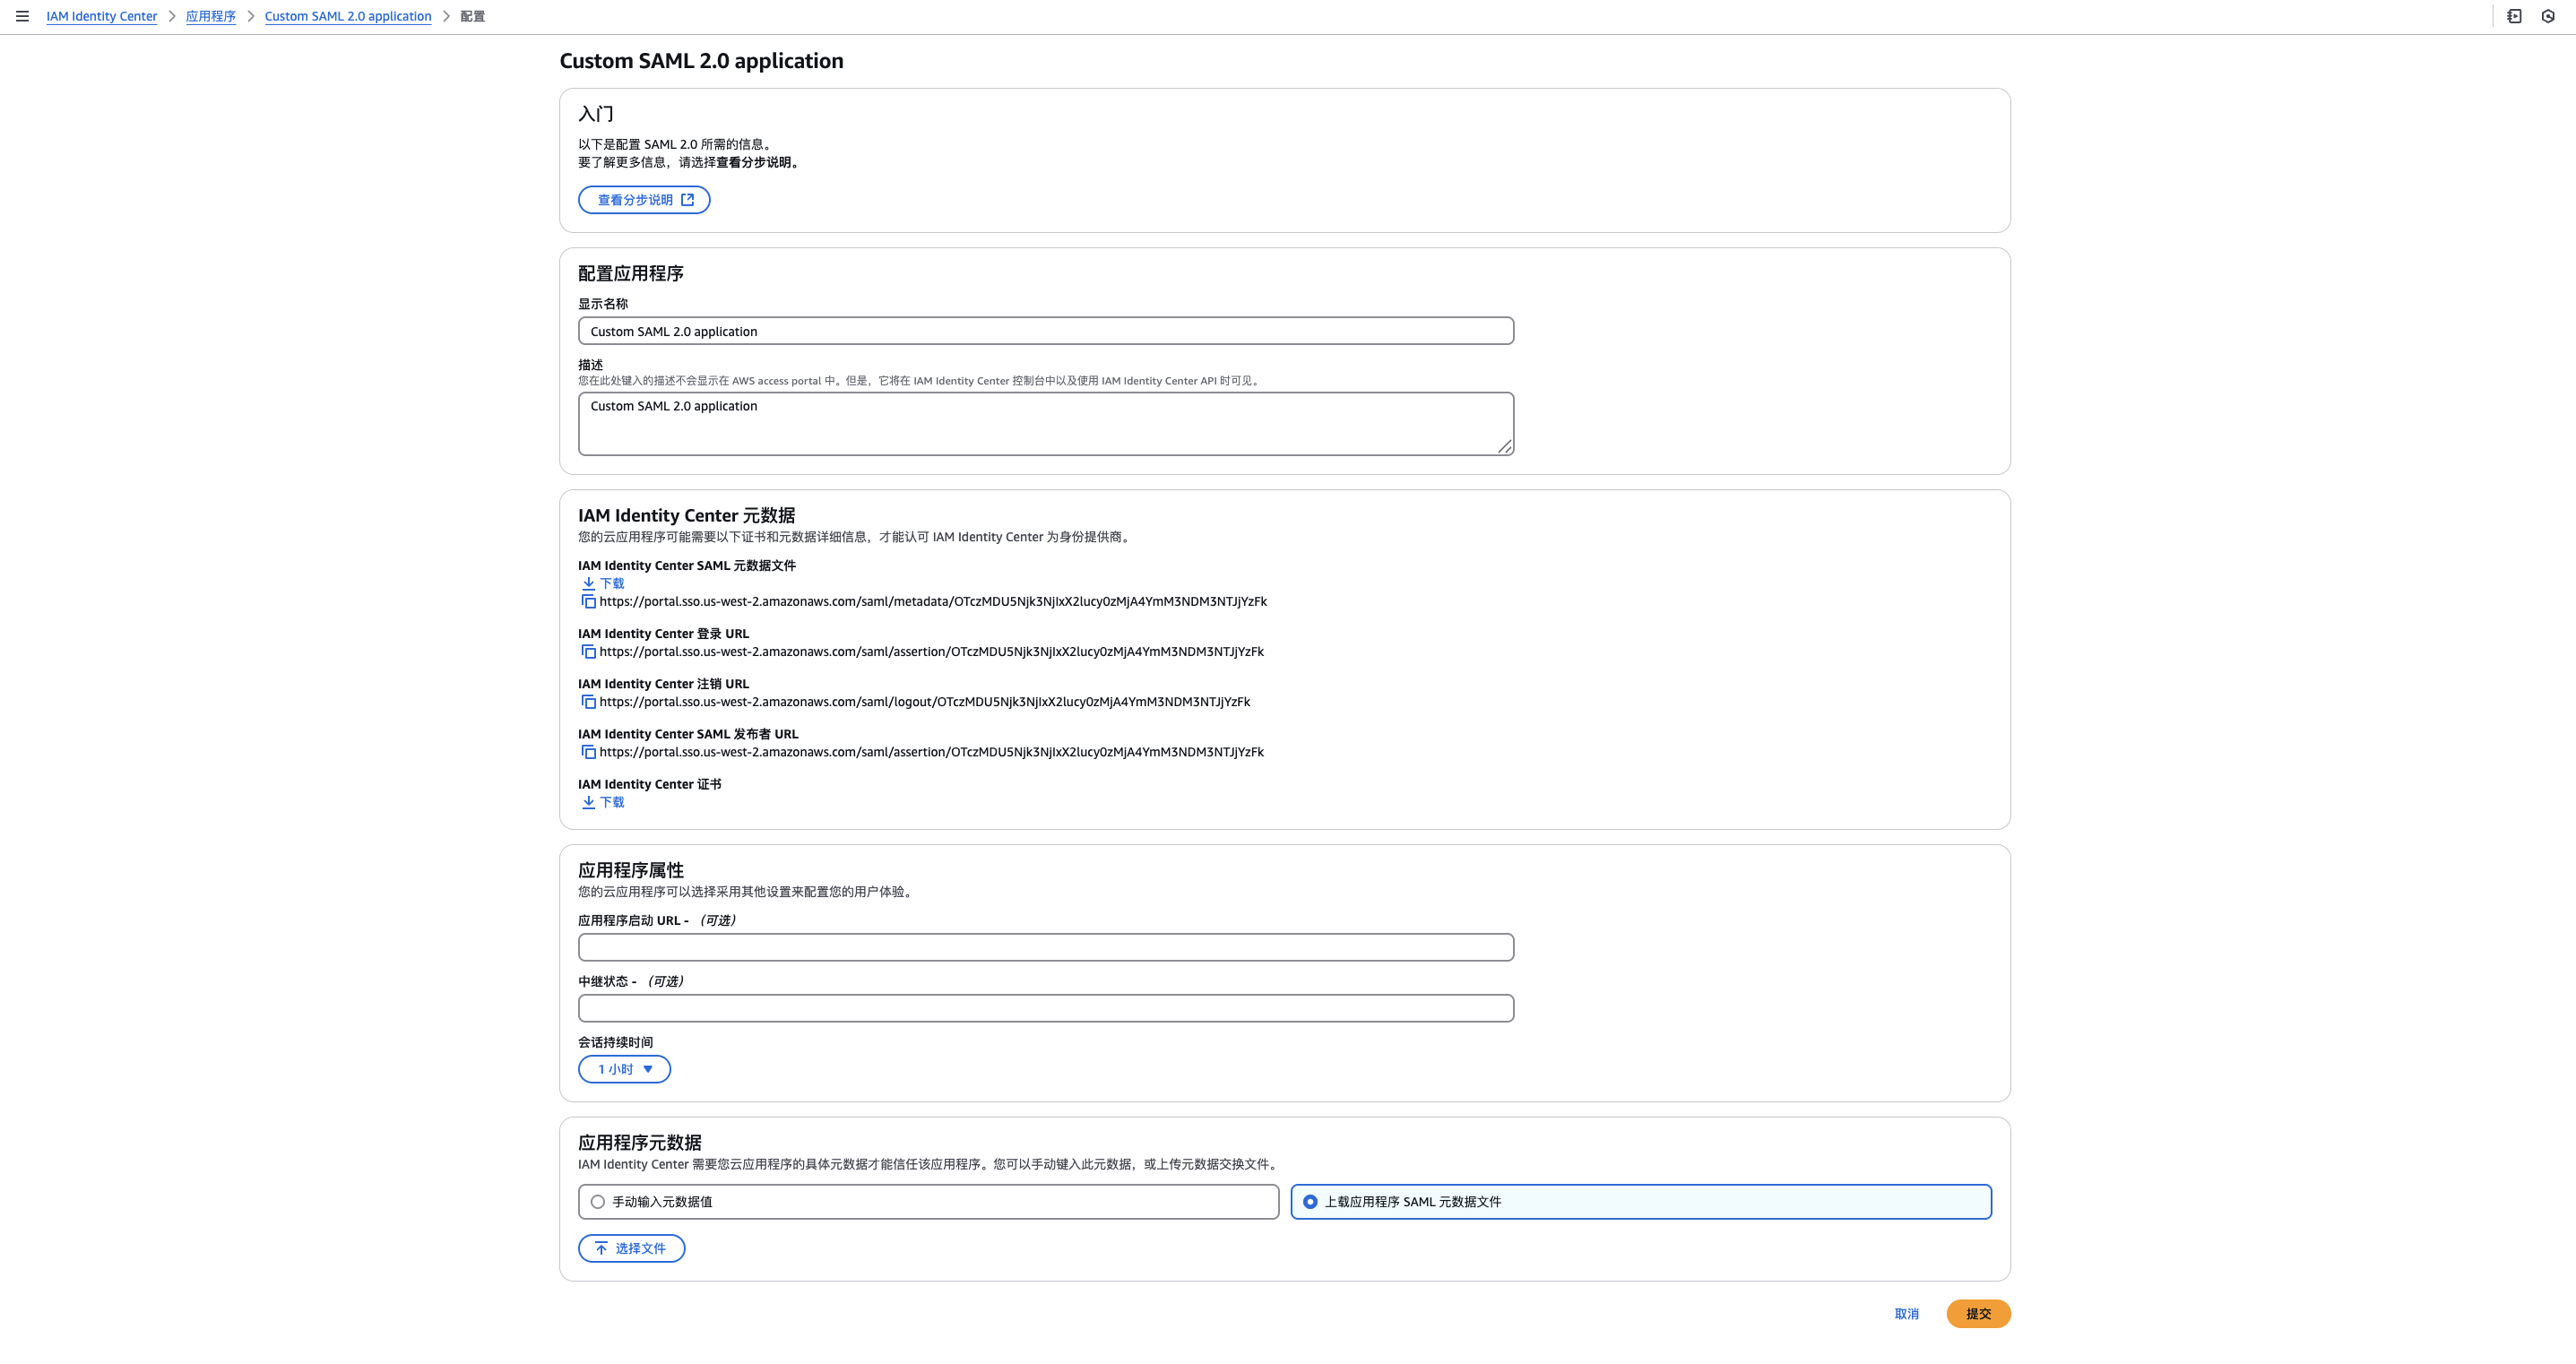 IAM Identity Center > 应用程序 > Custom SAML 2.0 application > 配置
Custom SAML 2.0 application
入门
以下是配置 SAML 2.0 所需的信息。
要了解更多信息，请选择查看分步说明。
查看分步说明
配置应用程序
显示名称
Custom SAML 2.0 application
描述
您在此处键入的描述不会显示在 AWS access portal 中。但是，它将在 IAM Identity Center 控制台中以及使用 IAM Identity Center API 时可见。
Custom SAML 2.0 application
IAM Identity Center 元数据
您的云应用程序可能需要以下证书和元数据详细信息，才能认可 IAM Identity Center 为身份提供商。
IAM Identity Center SAML 元数据文件
下载
https://portal.sso.us-west-2.amazonaws.com/saml/metadata/OTczMDU5Njk3NjIxX2lucy0zMjA4YmM3NDM3NTJjYzFk
IAM Identity Center 登录 URL
https://portal.sso.us-west-2.amazonaws.com/saml/assertion/OTczMDU5Njk3NjIxX2lucy0zMjA4YmM3NDM3NTJjYzFk
IAM Identity Center 注销 URL
https://portal.sso.us-west-2.amazonaws.com/saml/logout/OTczMDU5Njk3NjIxX2lucy0zMjA4YmM3NDM3NTJjYzFk
IAM Identity Center SAML 发布者 URL
https://portal.sso.us-west-2.amazonaws.com/saml/assertion/OTczMDU5Njk3NjIxX2lucy0zMjA4YmM3NDM3NTJjYzFk
IAM Identity Center 证书
下载
应用程序属性
您的云应用程序可以选择采用其他设置来配置您的用户体验。
应用程序启动 URL - （可选）
中继状态 - （可选）
会话持续时间
1 小时
应用程序元数据
IAM Identity Center 需要您云应用程序的具体元数据才能信任该应用程序。您可以手动键入此元数据，或上传元数据交换文件。
手动输入元数据值
上载应用程序 SAML 元数据文件
选择文件
取消
提交